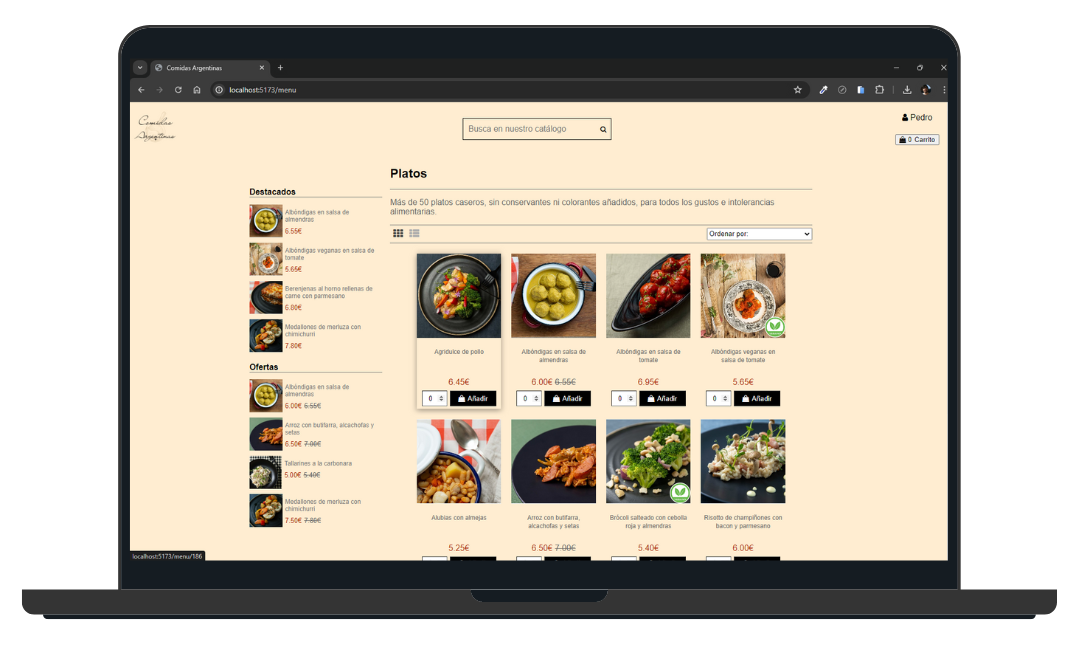 Comidas Argentinas
localhost:5173/menu
Comidas
Argentinas
Busca en nuestro catálogo
Pedro
0 Carrito
Platos
Más de 50 platos caseros, sin conservantes ni colorantes añadidos, para todos los gustos e intolerancias
alimentarias.
Ordenar por:
Destacados
Albóndigas en salsa de
almendras
6.55€
Albóndigas veganas en salsa de
tomate
5.65€
Berenjenas al horno rellenas de
carne con parmesano
6.80€
Medallones de merluza con
chimichurri
7.80€
Ofertas
Albóndigas en salsa de
almendras
6.00€ 6.55€
Arroz con butifarra, alcachofas y
setas
6.50€ 7.00€
Tallarines a la carbonara
5.00€ 5.40€
Medallones de merluza con
chimichurri
7.50€ 7.80€
Agridulce de pollo
6.45€
0 Añadir
Albóndigas en salsa de
almendras
6.00€ 6.55€
0 Añadir
Albóndigas en salsa de
tomate
6.95€
0 Añadir
Albóndigas veganas en
salsa de tomate
5.65€
0 Añadir
Alubias con almejas
5.25€
Arroz con butifarra,
alcachofas y setas
6.50€ 7.00€
Brócoli salteado con cebolla
roja y almendras
5.40€
Risotto de champiñones con
bacon y parmesano
6.00€
localhost:5173/menu/186